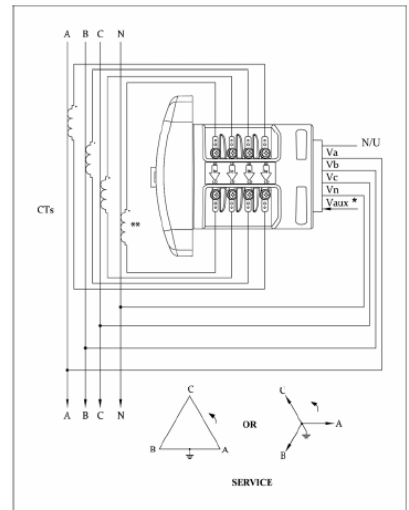 A B C N
N/U
Va
Vb
Vc
Vn
Vaux *
CTs
**
A B C N
C
B A
OR
C
A
B
SERVICE